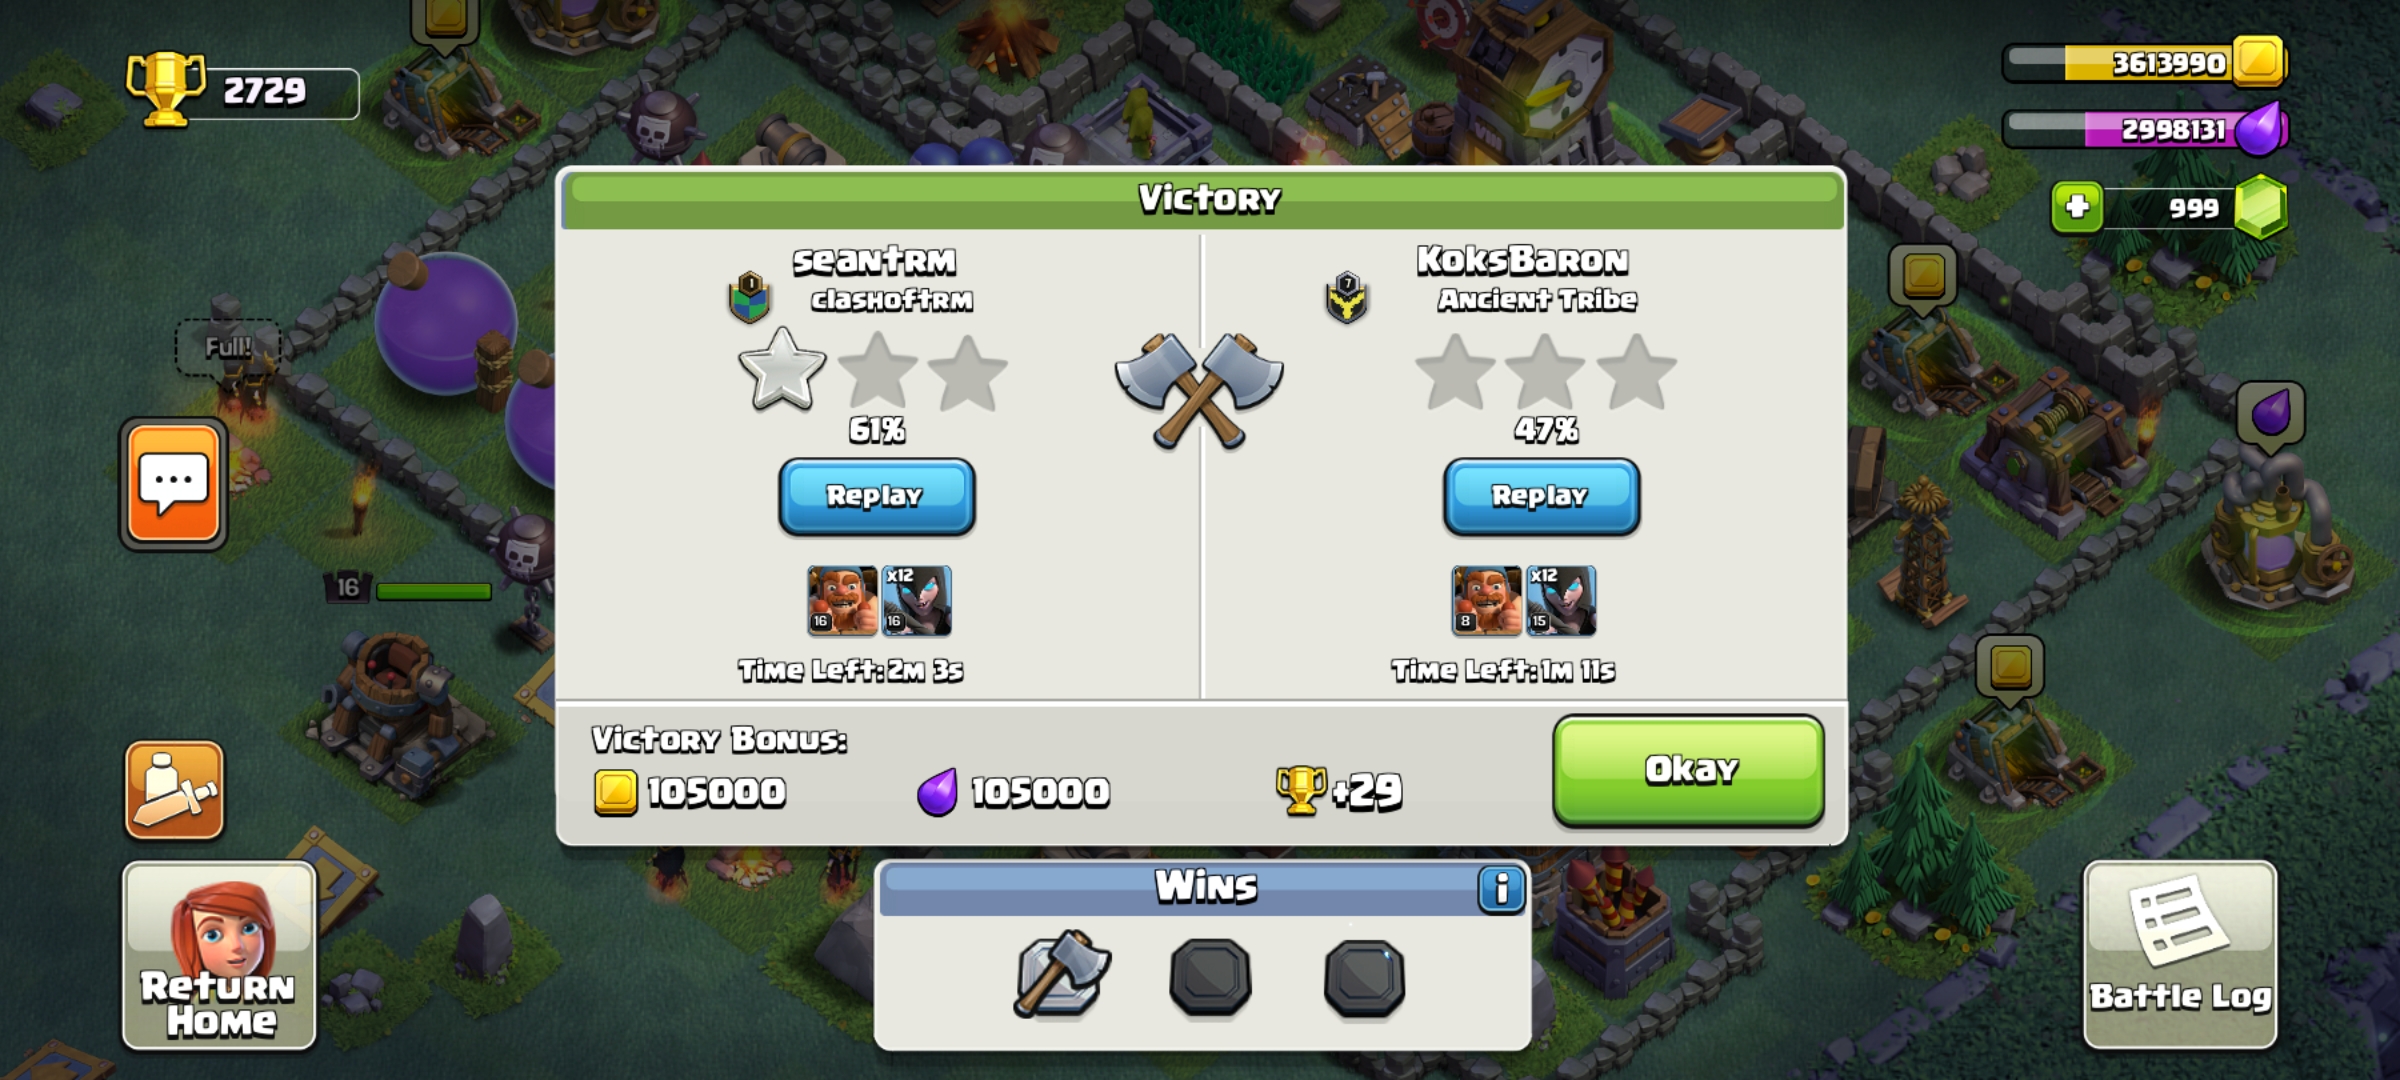 2729
3613990
2998131
999
Victory
seantrm
clashoftrm
1
KoksBaron
Ancient Tribe
7
Full!
61%
47%
Replay
Replay
16
x12
16
8
x12
15
16
Time Left:2m 3s
Time Left:1m 11s
Victory Bonus:
105000
105000
+29
Okay
Wins
i
Return
Home
Battle Log